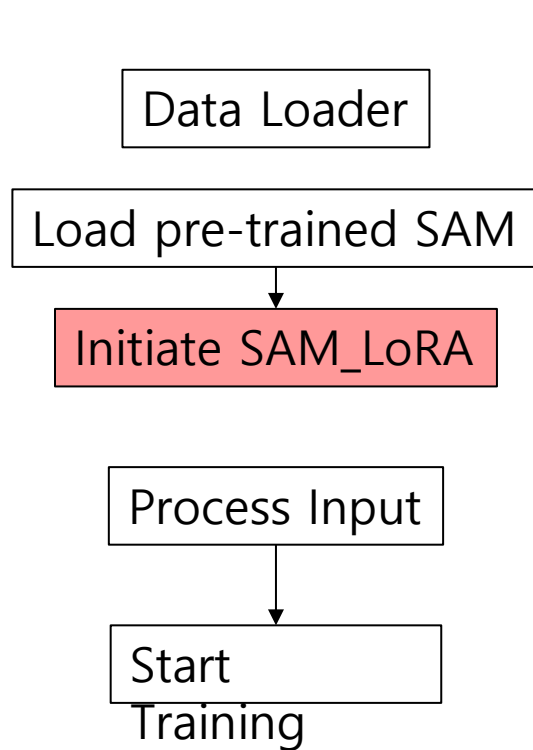 Data Loader
Load pre-trained SAM
Initiate SAM_LoRA
Process Input
Start
Training